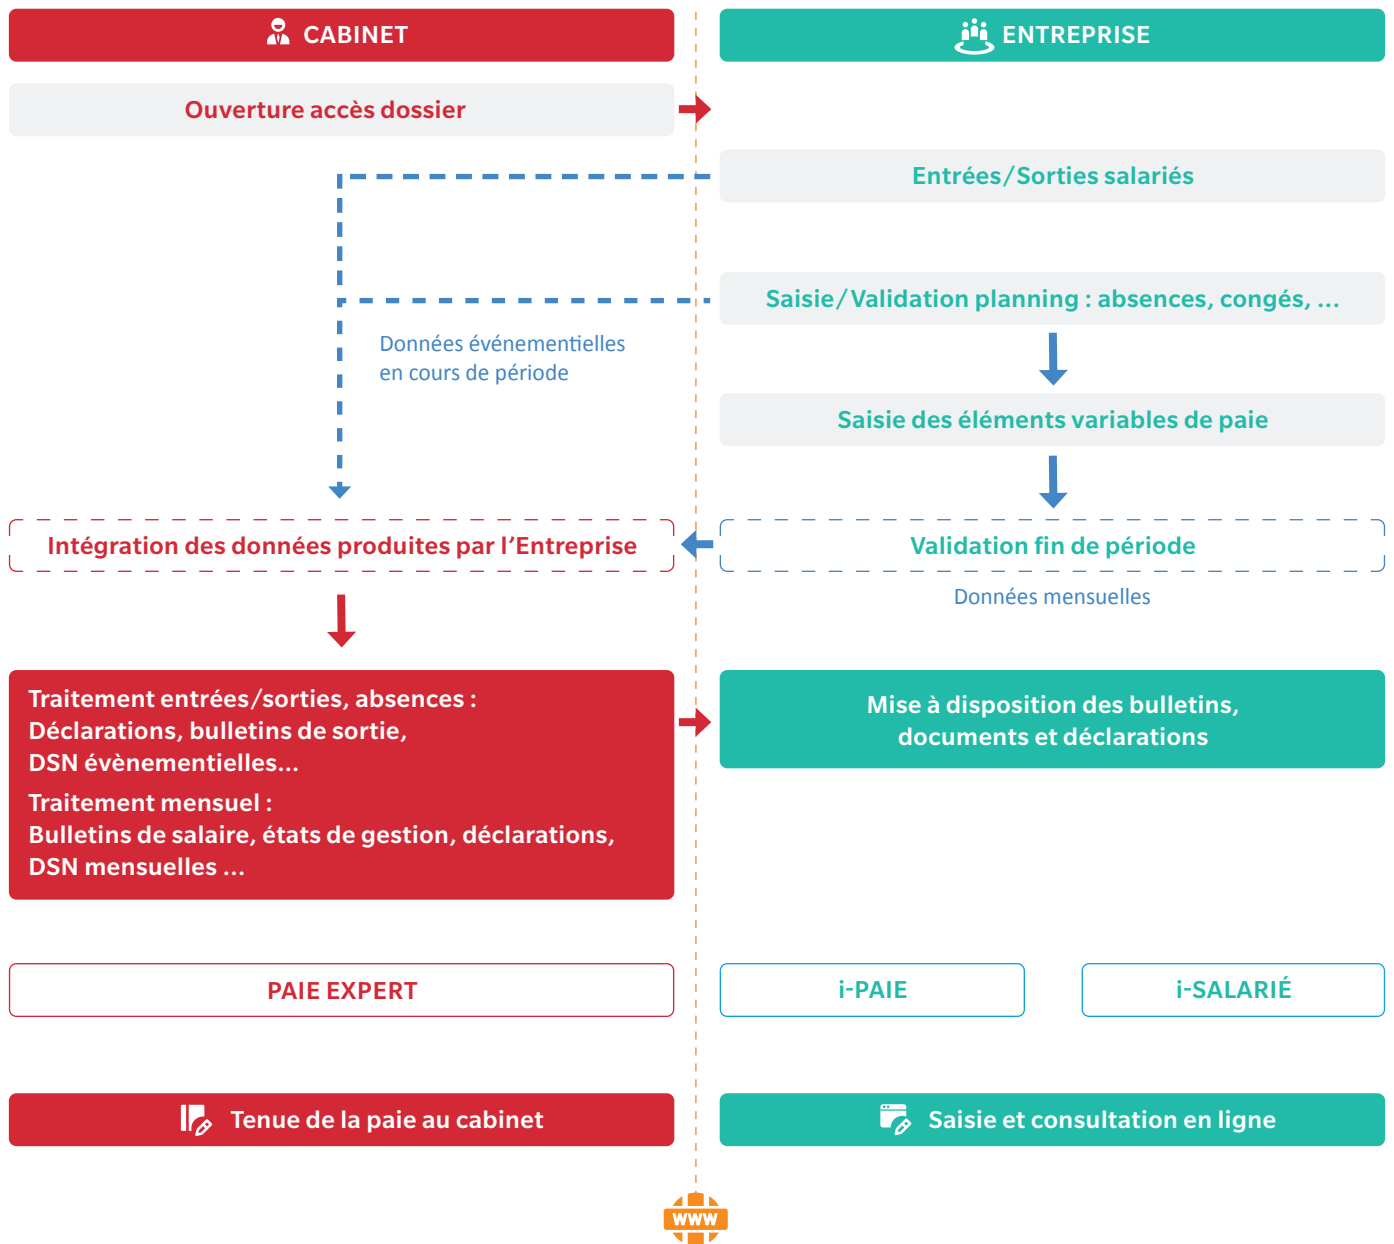 CABINET
ENTREPRISE
Ouverture accès dossier
Entrées/Sorties salariés
Saisie/Validation planning : absences, congés, ...
Données événementielles
en cours de période
Saisie des éléments variables de paie
Intégration des données produites par l’Entreprise
Validation fin de période
Données mensuelles
Traitement entrées/sorties, absences :
Déclarations, bulletins de sortie,
DSN évènementielles...
Traitement mensuel :
Bulletins de salaire, états de gestion, déclarations,
DSN mensuelles ...
Mise à disposition des bulletins,
documents et déclarations
PAIE EXPERT
i-PAIE
i-SALARIÉ
Tenue de la paie au cabinet
Saisie et consultation en ligne
WWW